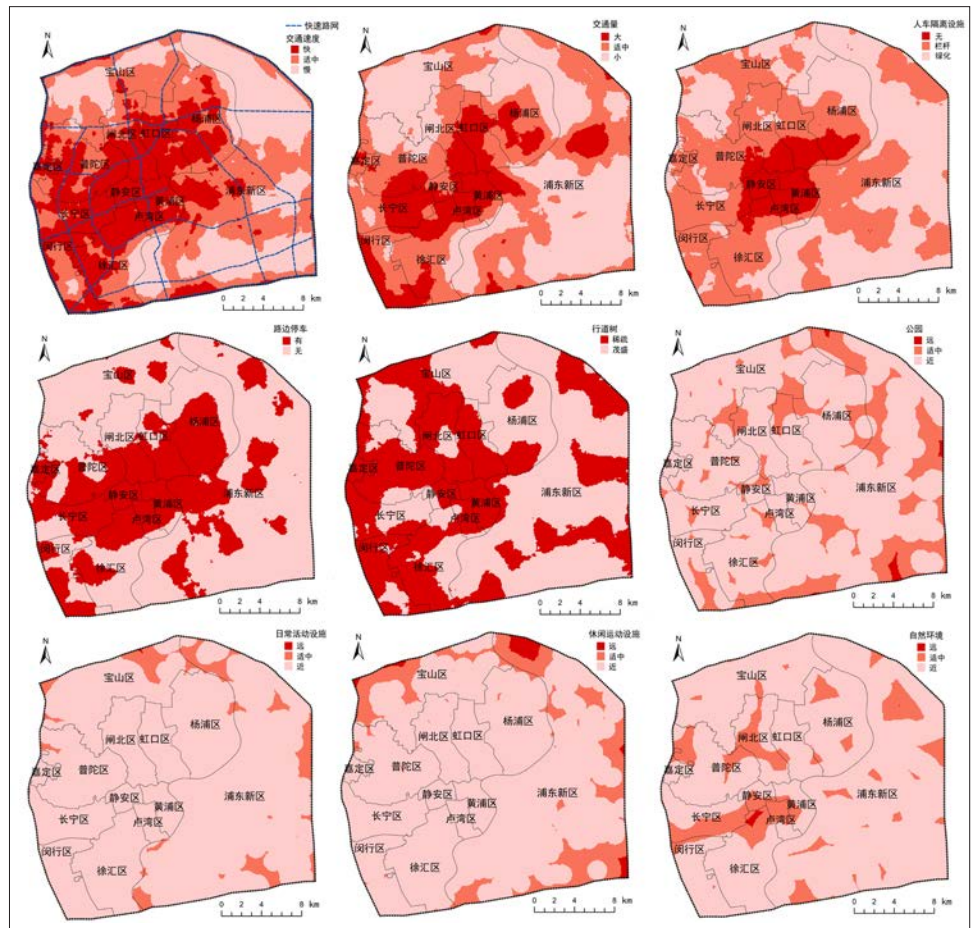 N
快速路网
交通速度
快
适中
慢
宝山区
杨浦区
闸北区 虹口区
嘉定区
普陀区
静安区
黄浦区
浦东新区
长宁区
卢湾区
闵行区
徐汇区
0 2 4 8 km
N
交通量
大
适中
小
宝山区
杨浦区
闸北区 虹口区
嘉定区
普陀区
静安区
黄浦区
浦东新区
长宁区
卢湾区
闵行区
徐汇区
0 2 4 8 km
N
人车隔离设施
无
栏杆
绿化
宝山区
杨浦区
闸北区 虹口区
嘉定区
普陀区
静安区
黄浦区
浦东新区
长宁区
卢湾区
闵行区
徐汇区
0 2 4 8 km
N
路边停车
有
无
宝山区
杨浦区
闸北区 虹口区
嘉定区
普陀区
静安区
黄浦区
浦东新区
长宁区
卢湾区
闵行区
徐汇区
0 2 4 8 km
N
行道树
稀疏
茂盛
宝山区
杨浦区
闸北区 虹口区
嘉定区
普陀区
静安区
黄浦区
浦东新区
长宁区
卢湾区
闵行区
徐汇区
0 2 4 8 km
N
公园
远
适中
近
宝山区
杨浦区
闸北区 虹口区
嘉定区
普陀区
静安区
黄浦区
浦东新区
长宁区
卢湾区
闵行区
徐汇区
0 2 4 8 km
N
日常活动设施
远
适中
近
宝山区
杨浦区
闸北区 虹口区
嘉定区
普陀区
静安区
黄浦区
浦东新区
长宁区
卢湾区
闵行区
徐汇区
0 2 4 8 km
N
休闲运动设施
远
适中
近
宝山区
杨浦区
闸北区 虹口区
嘉定区
普陀区
静安区
黄浦区
浦东新区
长宁区
卢湾区
闵行区
徐汇区
0 2 4 8 km
N
自然环境
远
适中
近
宝山区
杨浦区
闸北区 虹口区
嘉定区
普陀区
静安区
黄浦区
浦东新区
长宁区
卢湾区
闵行区
徐汇区
0 2 4 8 km